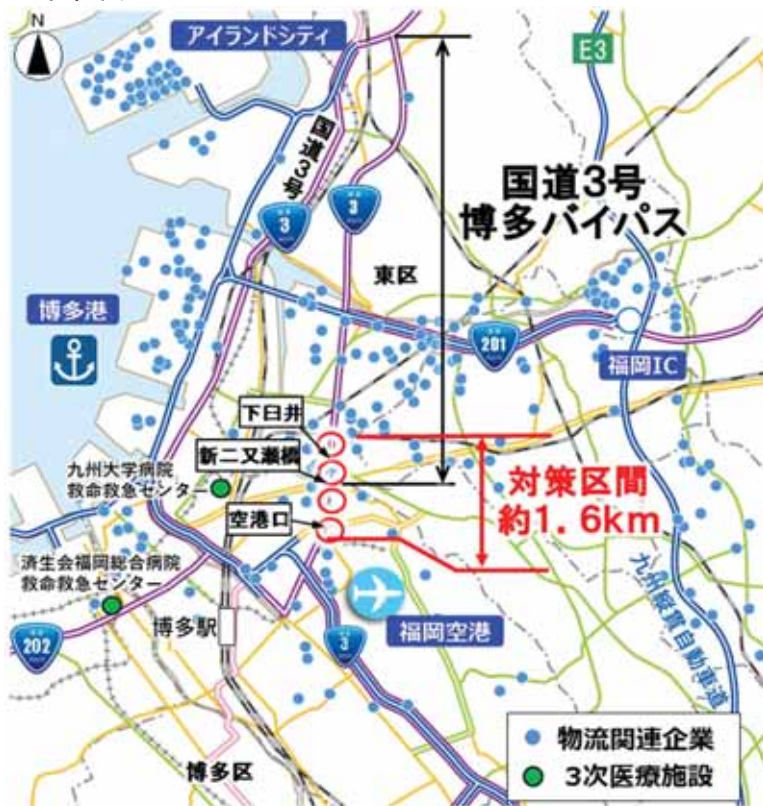 N
アイランドシティ
E3
国道3号
3
3
国道3号
博多バイパス
東区
博多港
201
福岡IC
下臼井
新二又瀬橋
九州大学病院
救命救急センター
対策区間
約1.6km
空港口
済生会福岡総合病院
救命救急センター
九州縦貫自動車道
202
博多駅
3
福岡空港
博多区
物流関連企業
3次医療施設